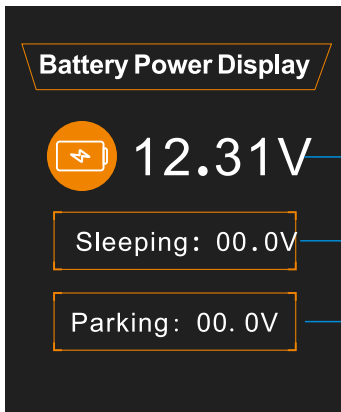 Battery Power Display
12.31V
Sleeping: 00.0V
Parking: 00.0V